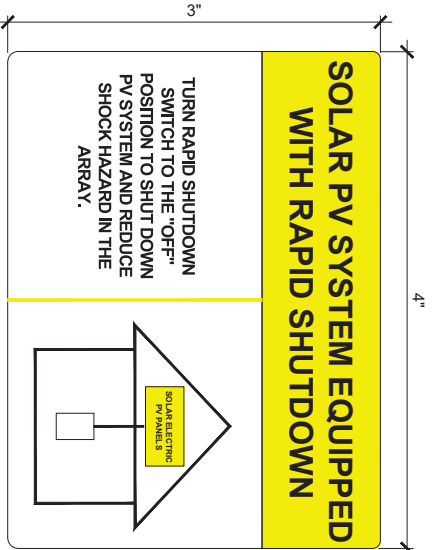 3"
4"
SOLAR PV SYSTEM EQUIPPED
WITH RAPID SHUTDOWN
TURN RAPID SHUTDOWN
SWITCH TO THE "OFF"
POSITION TO SHUT DOWN
PV SYSTEM AND REDUCE
SHOCK HAZARD IN THE
ARRAY.
SOLAR ELECTRIC
PV PANELS